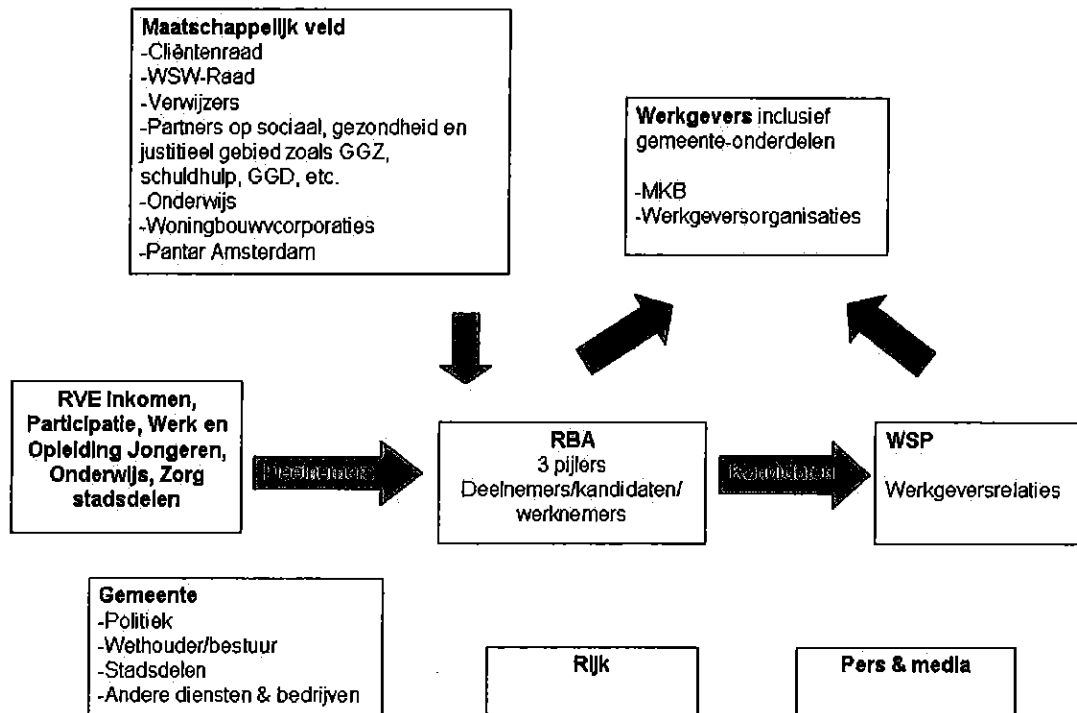 Maatschappelijk veld
-Cliëntenraad
-WSW-Raad
-Verwijzers
-Partners op sociaal, gezondheid en
justitieel gebied zoals GGZ,
schuldhulp, GGD, etc.
-Onderwijs
-Woningbouwvcorporaties
-Pantar Amsterdam
Werkgevers inclusief
gemeente-onderdelen
-MKB
-Werkgeversorganisaties
RVE Inkomen,
Participatie, Werk en
Opleiding Jongeren,
Onderwijs, Zorg
stadsdelen
Deelnemers
RBA
3 pijlers
Deelnemers/kandidaten/
werknemers
Kandidaten
WSP
Werkgeversrelaties
Gemeente
-Politiek
-Wethouder/bestuur
-Stadsdelen
-Andere diensten & bedrijven
Rijk
Pers & media